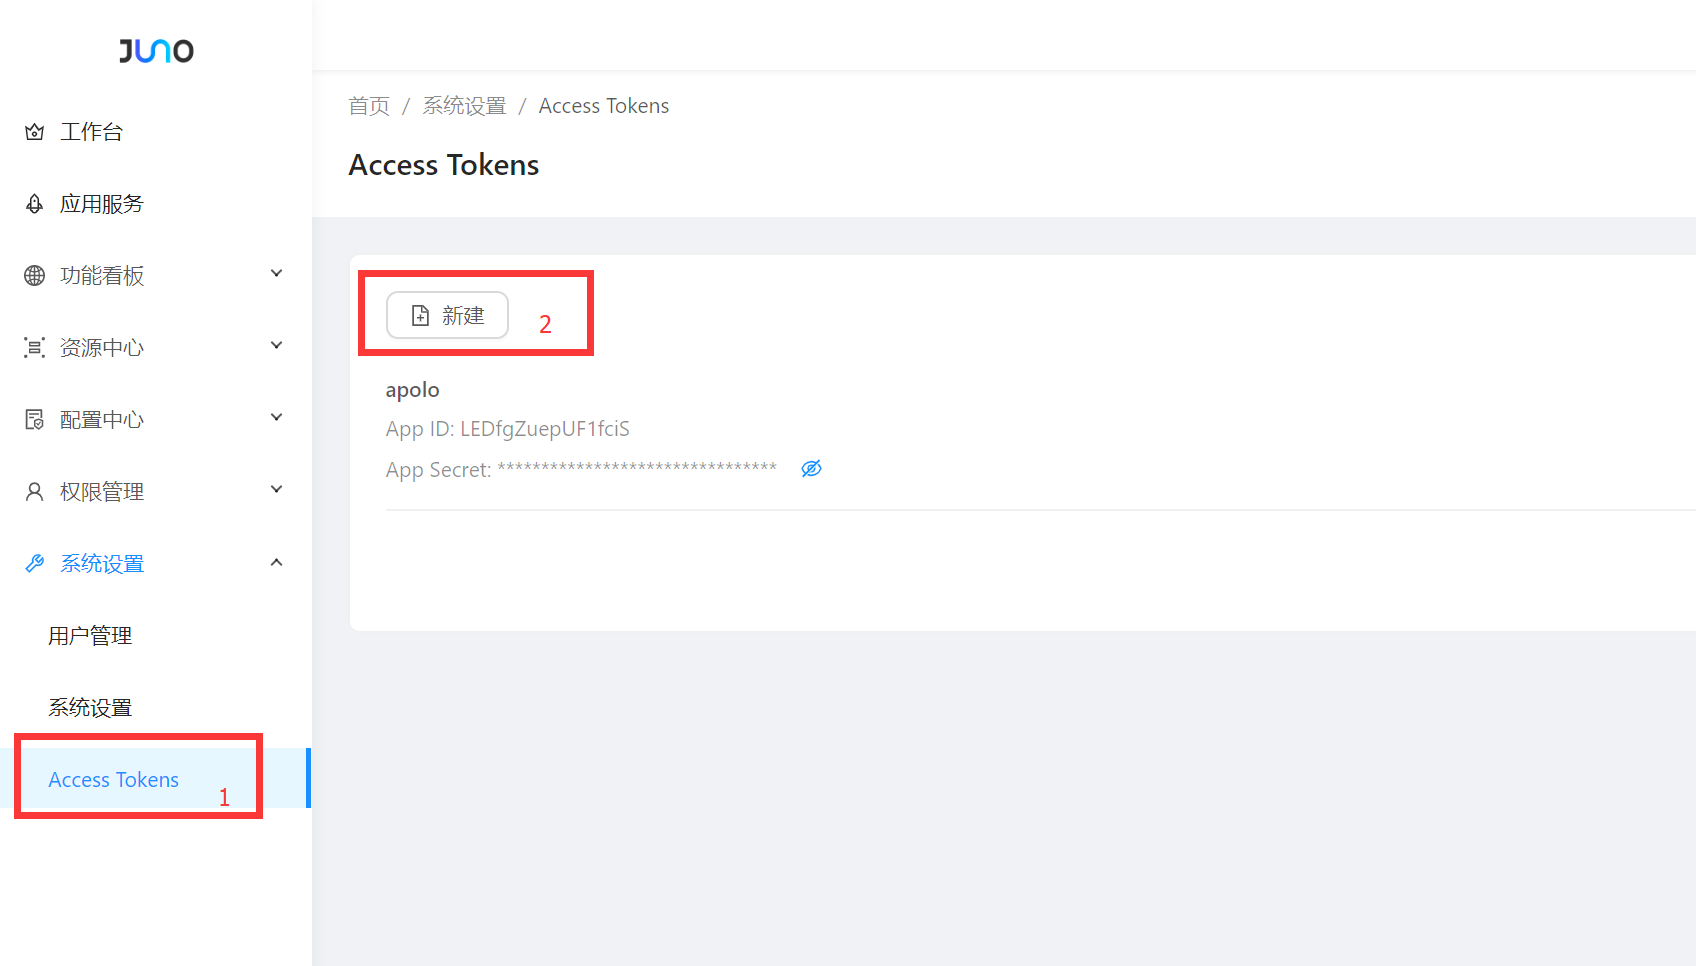 JUNO
工作台
应用服务
功能看板
资源中心
配置中心
权限管理
系统设置
用户管理
系统设置
Access Tokens
1
首页 / 系统设置 / Access Tokens
Access Tokens
新建
2
apolo
App ID: LEDfgZuepUF1fciS
App Secret: ********************************